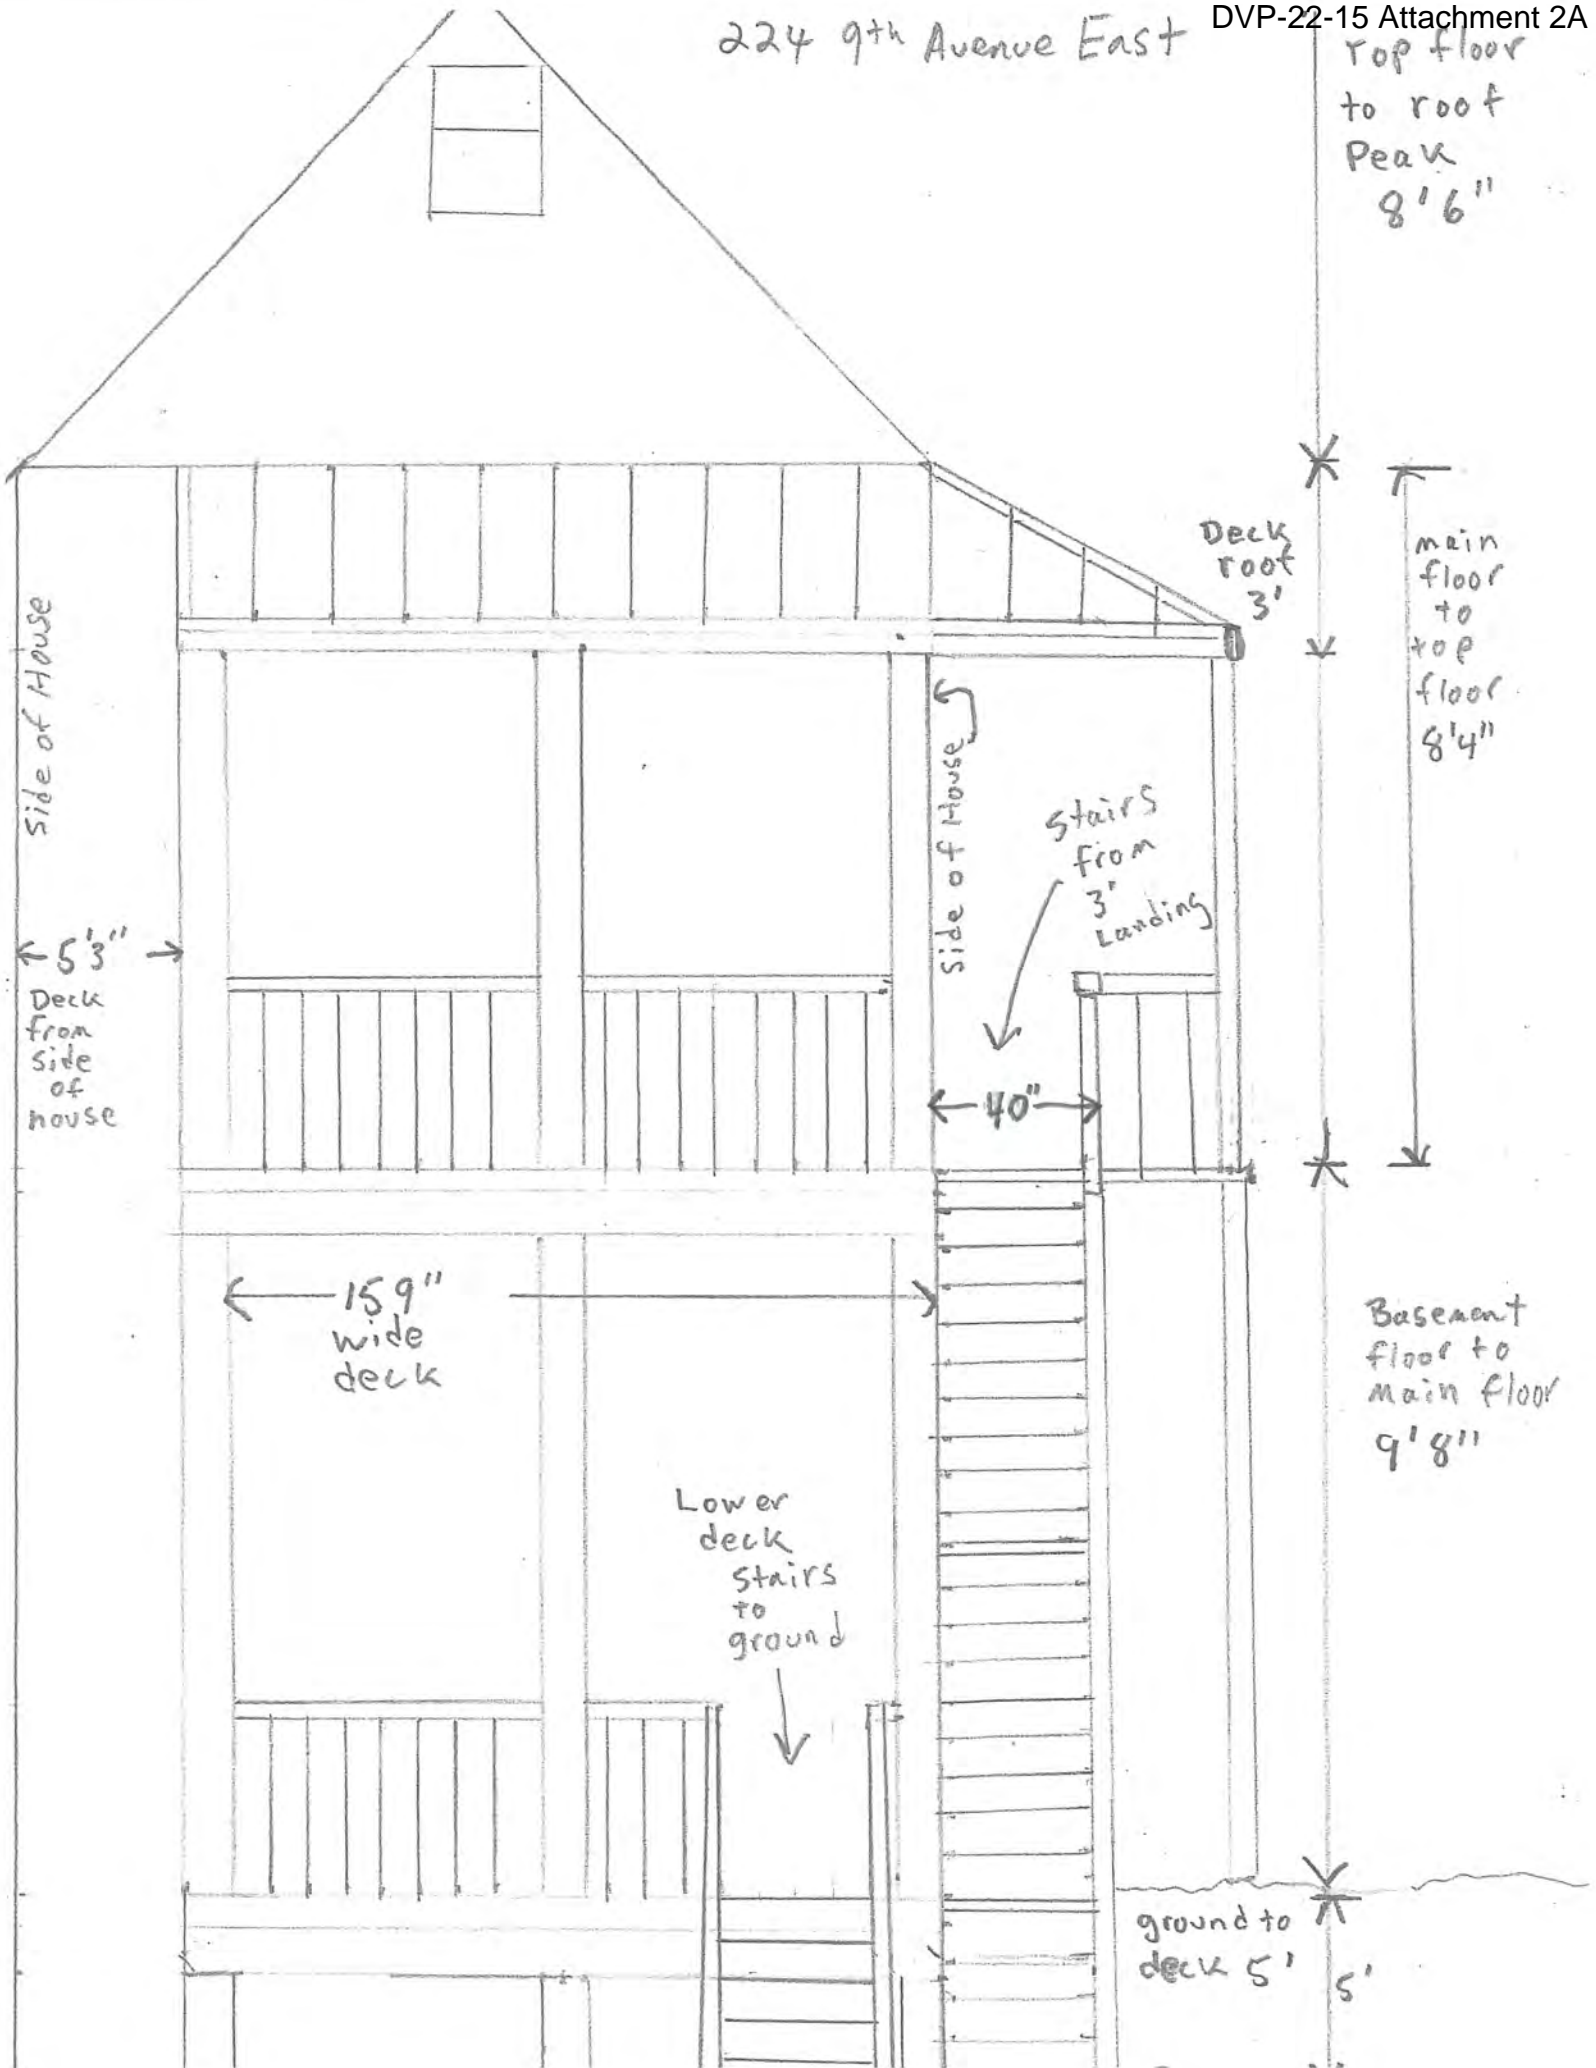 DVP-22-15 Attachment 2A
224 9th Avenue East
Top floor
to roof
Peak
8'6"
Deck
roof
3'
main
floor
to
top
floor
8'4"
Side of House
Side of House
Stairs
from
3'
Landing
5'3"
Deck
from
side
of
house
40"
159"
wide
deck
Basement
floor to
main floor
9'8"
Lower
deck
stairs
to
ground
ground to
deck 5'
5'